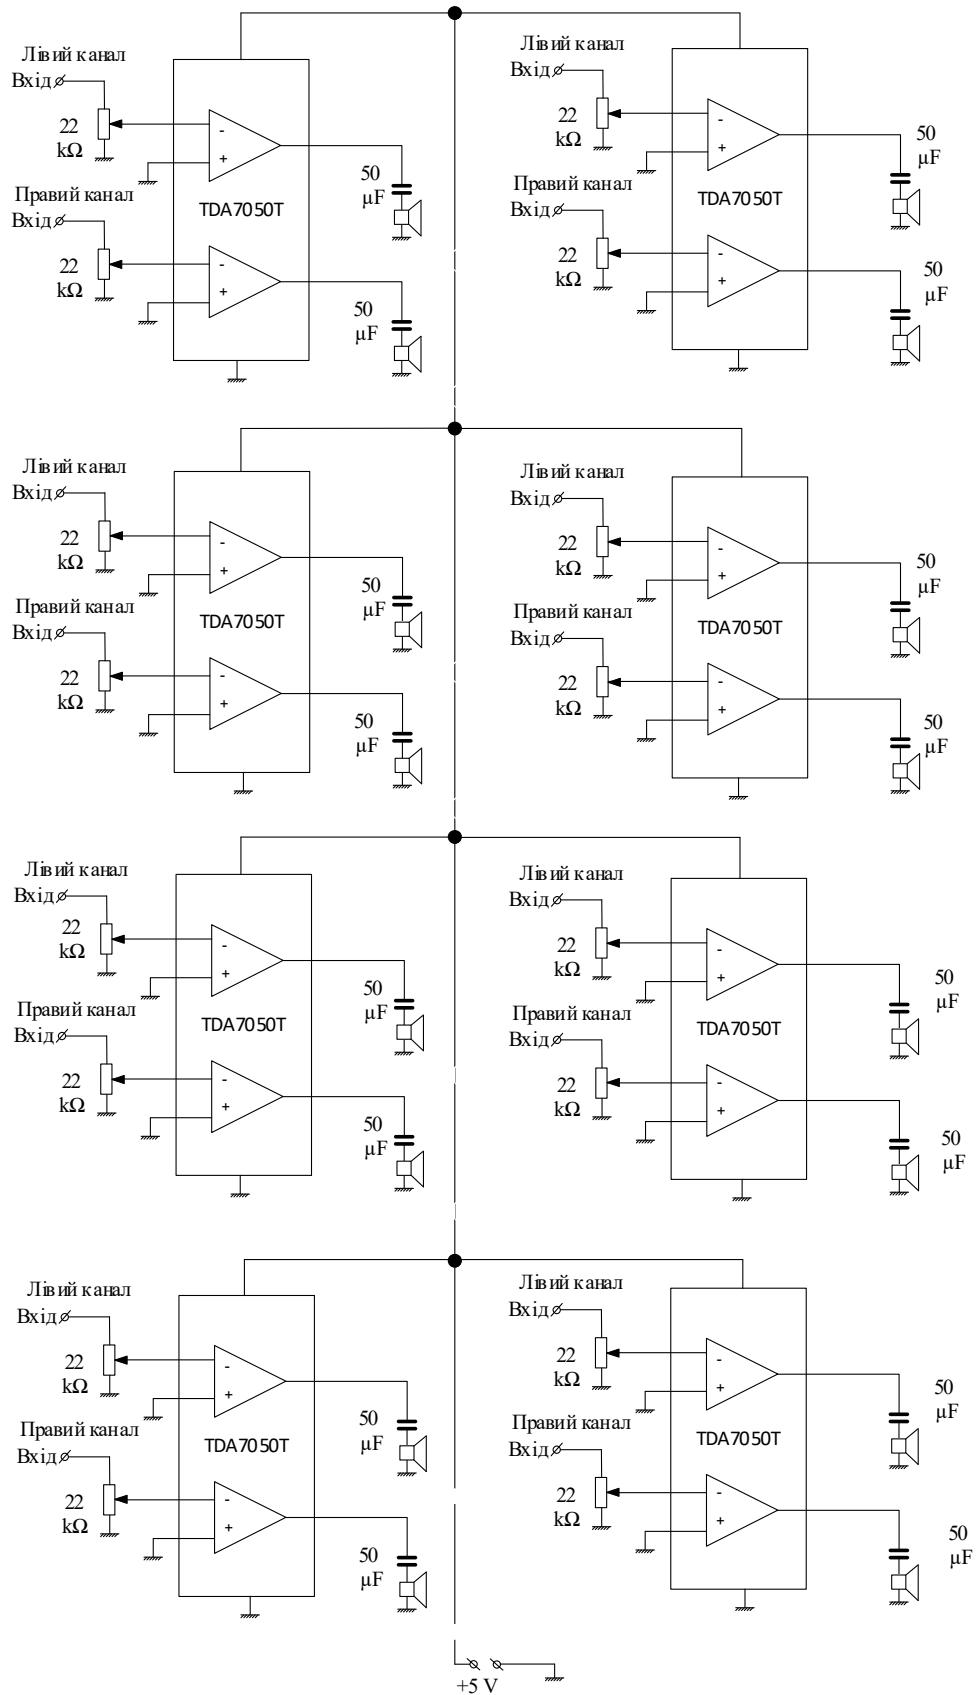 Лівий канал
Вхід
22
kΩ
-
+
50
µF
Правий канал
Вхід
TDA7050T
22
kΩ
-
+
50
µF
Лівий канал
Вхід
22
kΩ
-
+
50
µF
Правий канал
Вхід
TDA7050T
22
kΩ
-
+
50
µF
Лівий канал
Вхід
22
kΩ
-
+
50
µF
Правий канал
Вхід
TDA7050T
22
kΩ
-
+
50
µF
Лівий канал
Вхід
22
kΩ
-
+
50
µF
Правий канал
Вхід
TDA7050T
22
kΩ
-
+
50
µF
Лівий канал
Вхід
22
kΩ
-
+
50
µF
Правий канал
Вхід
TDA7050T
22
kΩ
-
+
50
µF
Лівий канал
Вхід
22
kΩ
-
+
50
µF
Правий канал
Вхід
TDA7050T
22
kΩ
-
+
50
µF
Лівий канал
Вхід
22
kΩ
-
+
50
µF
Правий канал
Вхід
TDA7050T
22
kΩ
-
+
50
µF
Лівий канал
Вхід
22
kΩ
-
+
50
µF
Правий канал
Вхід
TDA7050T
22
kΩ
-
+
50
µF
+5 V